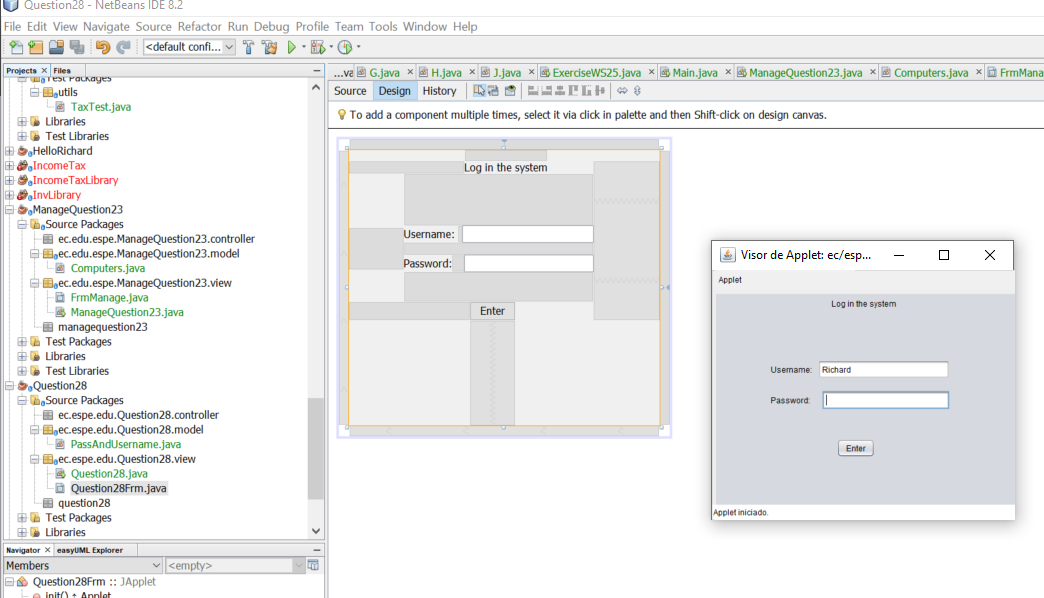 Question28 - NetBeans IDE 8.2
File Edit View Navigate Source Refactor Run Debug Profile Team Tools Window Help
<default confi...
Projects × Files
Test Packages
utils
TaxTest.java
Libraries
Test Libraries
HelloRichard
IncomeTax
IncomeTaxLibrary
InvLibrary
ManageQuestion23
Source Packages
ec.edu.espe.ManageQuestion23.controller
ec.edu.espe.ManageQuestion23.model
Computers.java
ec.edu.espe.ManageQuestion23.view
FrmManage.java
ManageQuestion23.java
managequestion23
Test Packages
Libraries
Test Libraries
Question28
Source Packages
ec.espe.edu.Question28.controller
ec.espe.edu.Question28.model
PassAndUsername.java
ec.espe.edu.Question28.view
Question28.java
Question28Frm.java
question28
Test Packages
Libraries
Navigator × easyUML Explorer
Members <empty>
Question28Frm :: JApplet
init() ↑ Applet
...va G.java × H.java × J.java × ExerciseWS25.java × Main.java × ManageQuestion23.java × Computers.java × FrmMana
Source Design History
To add a component multiple times, select it via click in palette and then Shift-click on design canvas.
Log in the system
Username:
Password:
Enter
Visor de Applet: ec/esp...
Applet
Log in the system
Username: Richard
Password:
Enter
Applet iniciado.